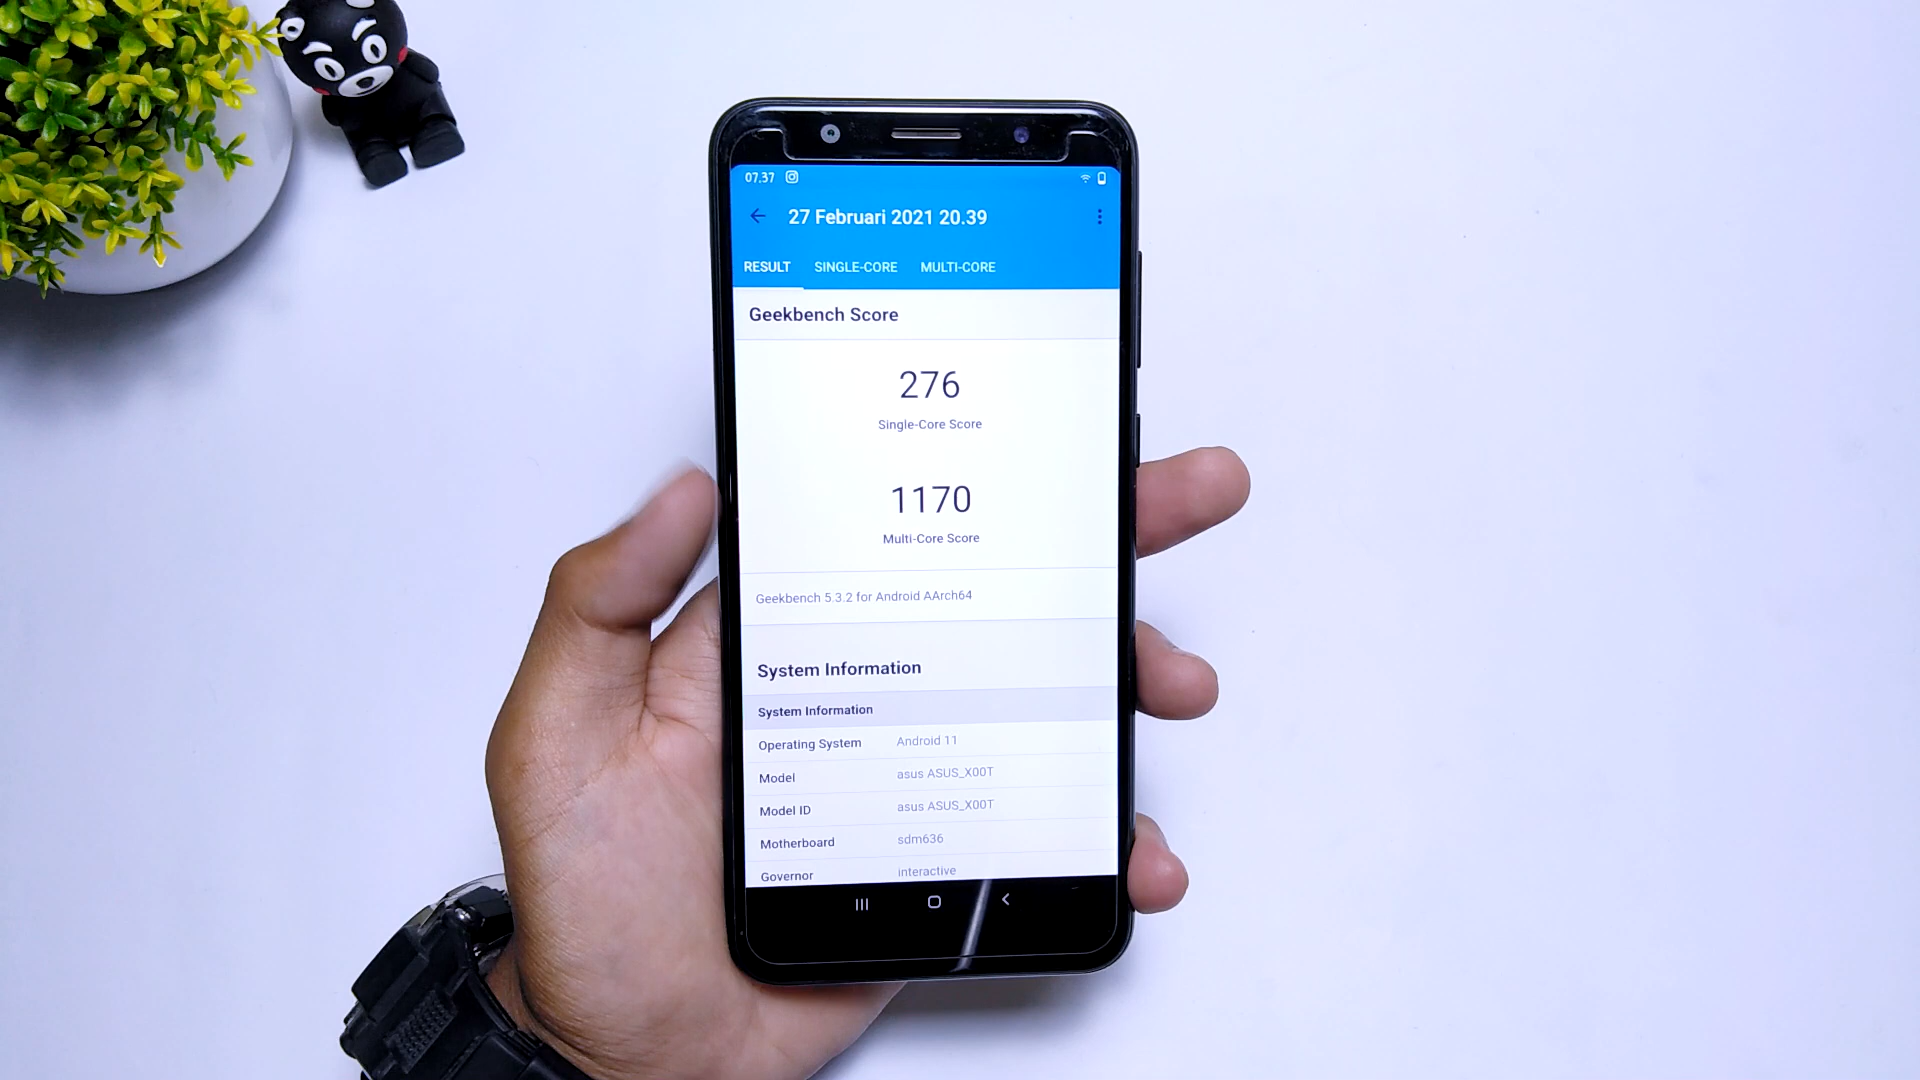 07.37
27 Februari 2021 20.39
RESULT SINGLE-CORE MULTI-CORE
Geekbench Score
276
Single-Core Score
1170
Multi-Core Score
Geekbench 5.3.2 for Android AArch64
System Information
System Information
Operating System Android 11
Model asus ASUS_X00T
Model ID asus ASUS_X00T
Motherboard sdm636
Governor interactive